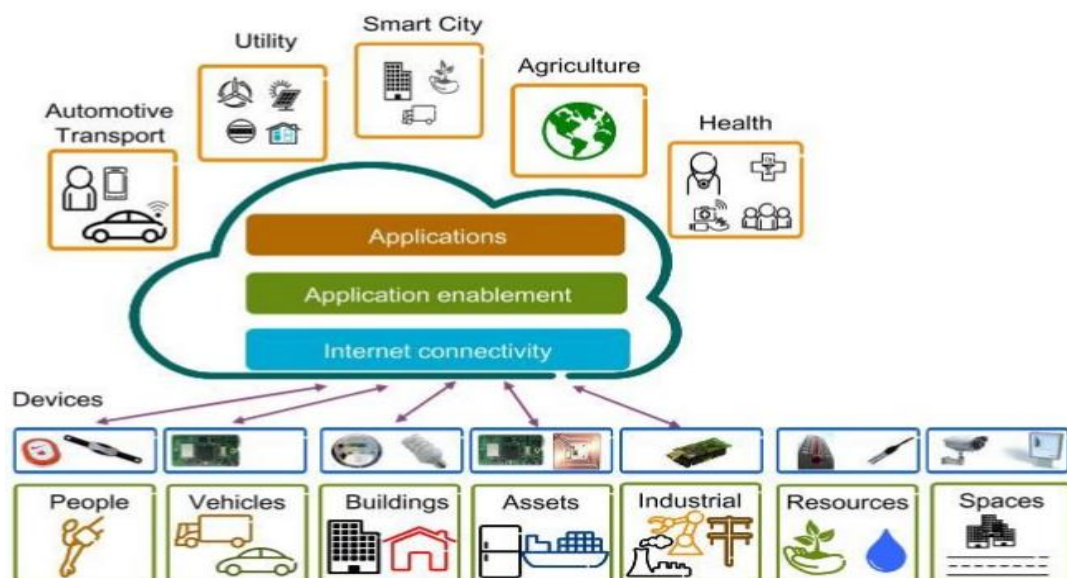 Smart City
Utility
Agriculture
Automotive
Transport
Health
Applications
Application enablement
Internet connectivity
Devices
People
Vehicles
Buildings
Assets
Industrial
Resources
Spaces